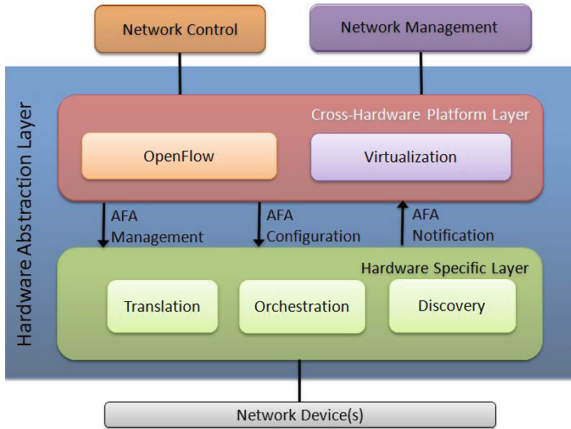 Network Control
Network Management
Hardware Abstraction Layer
Cross-Hardware Platform Layer
OpenFlow
Virtualization
AFA
Management
AFA
Configuration
AFA
Notification
Hardware Specific Layer
Translation
Orchestration
Discovery
Network Device(s)